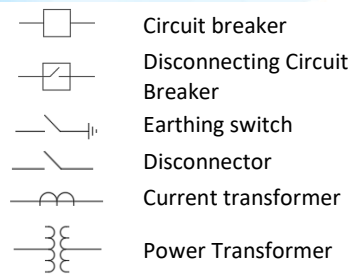 Circuit breaker
Disconnecting Circuit
Breaker
Earthing switch
Disconnector
Current transformer
Power Transformer